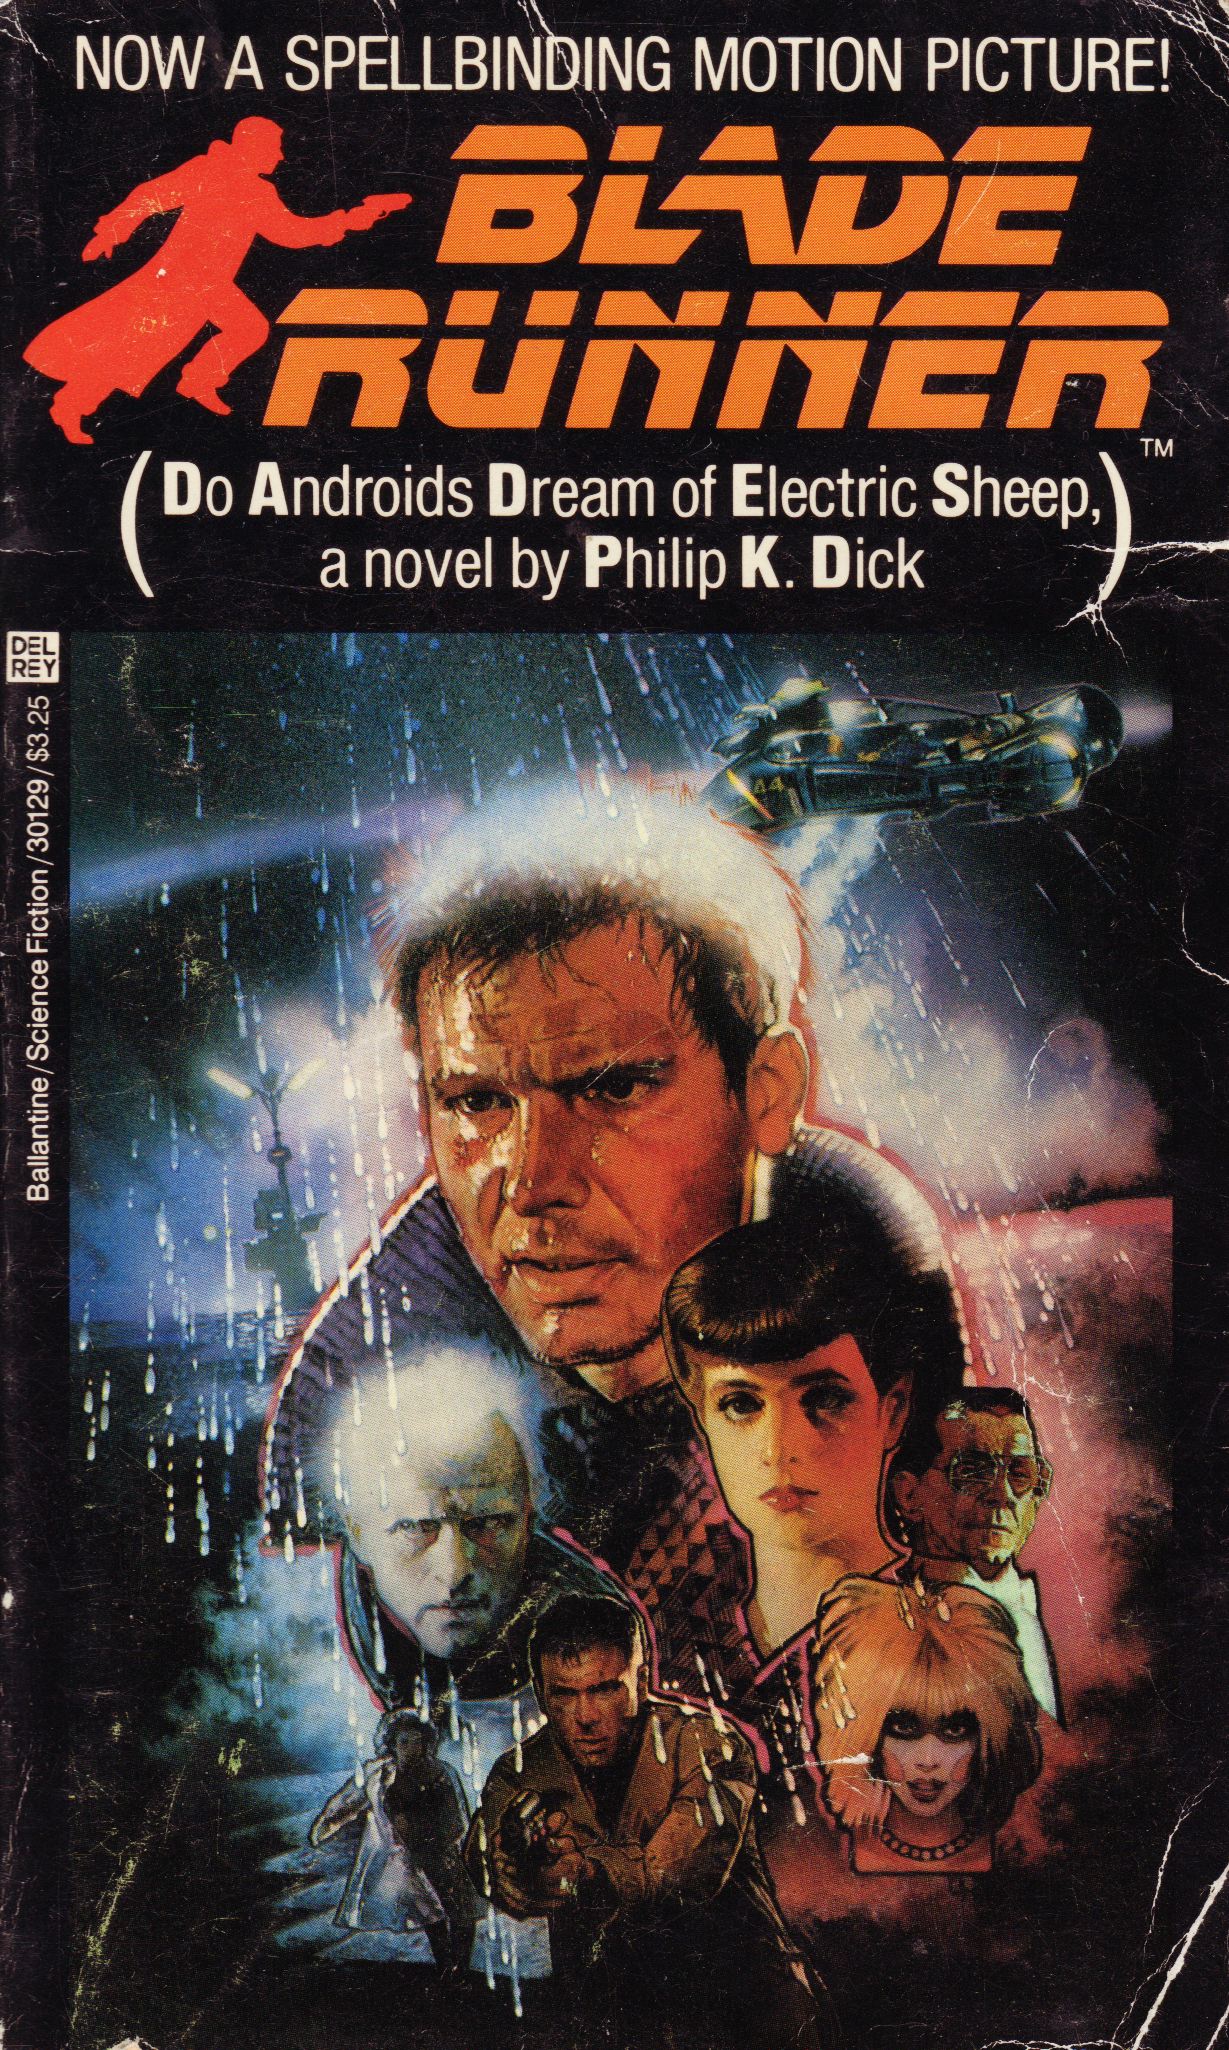 NOW A SPELLBINDING MOTION PICTURE!
BLADE
RUNNER
TM
(Do Androids Dream of Electric Sheep,
a novel by Philip K. Dick)
DEL
REY
Ballantine/Science Fiction/30129/$3.25
44